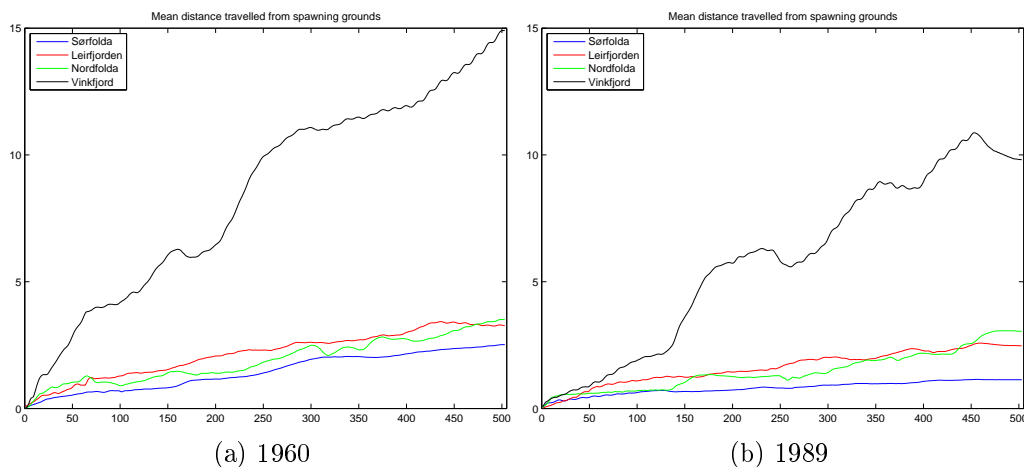 Mean distance travelled from spawning grounds
15
10
5
0
Sørfolda
Leirfjorden
Nordfolda
Vinkfjord
0 50 100 150 200 250 300 350 400 450 500
(a) 1960
Mean distance travelled from spawning grounds
15
10
5
0
Sørfolda
Leirfjorden
Nordfolda
Vinkfjord
0 50 100 150 200 250 300 350 400 450 500
(b) 1989